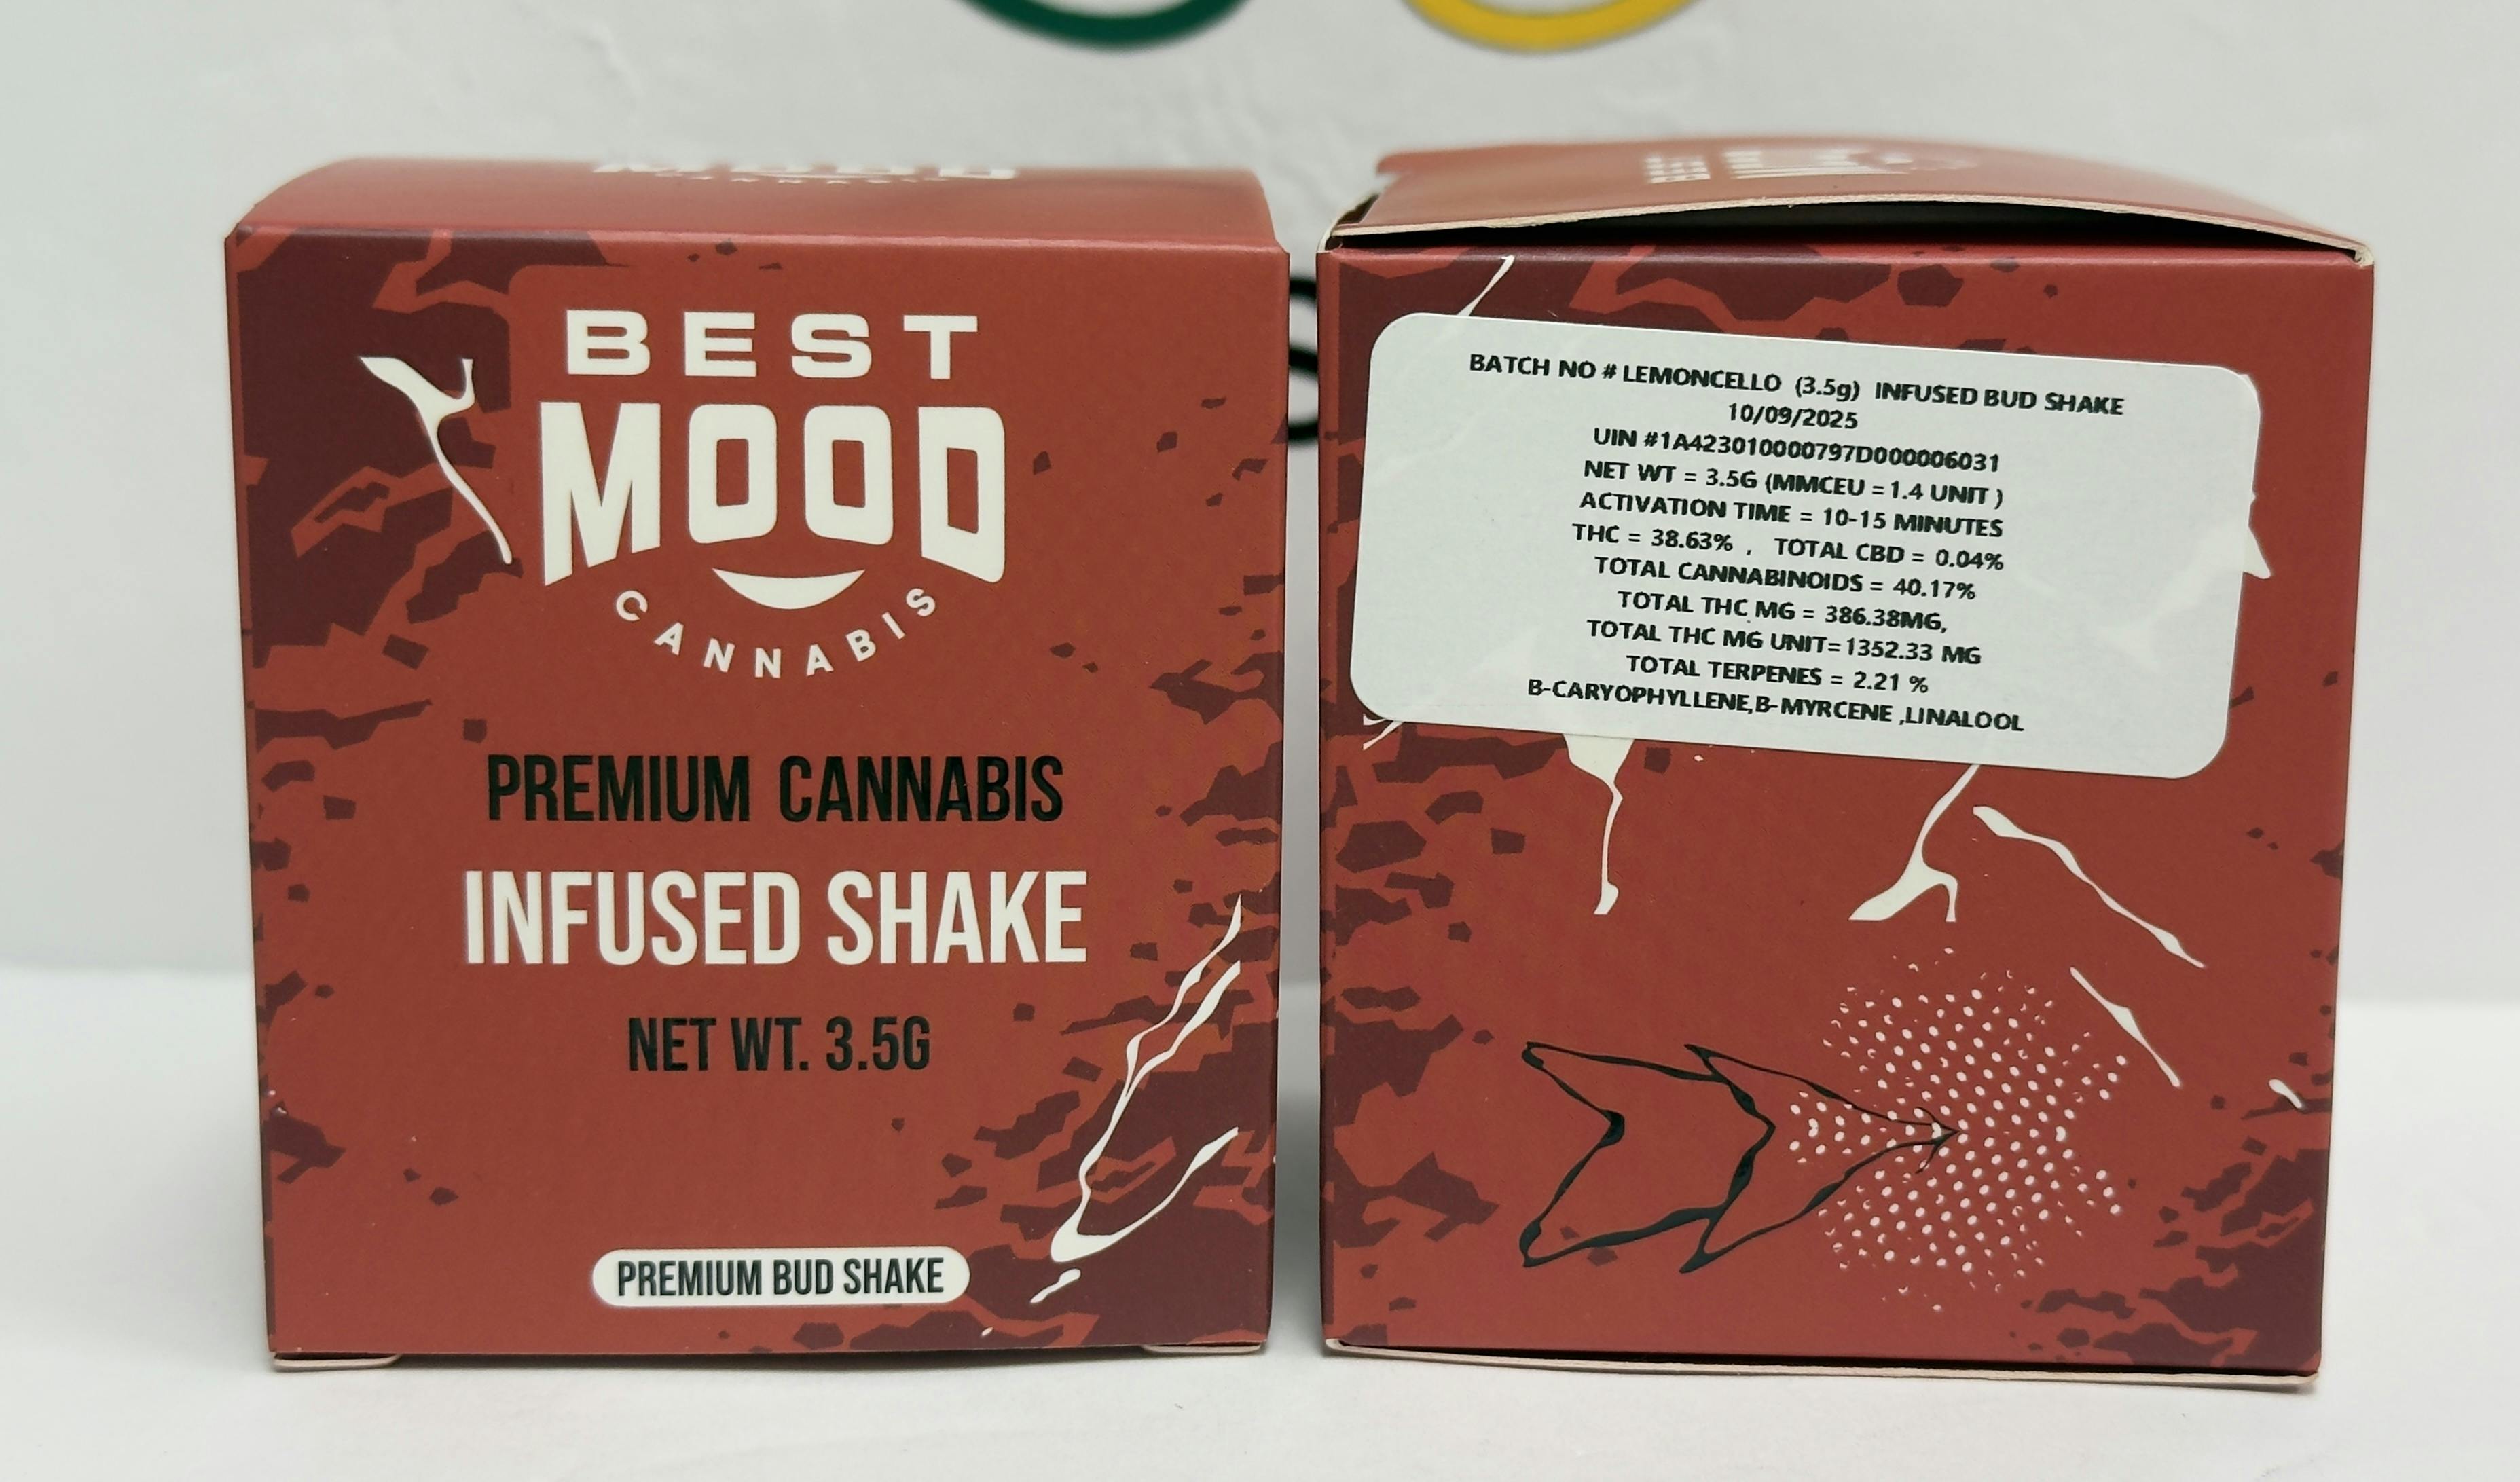 BEST
MOOD
CANNABIS
PREMIUM CANNABIS
INFUSED SHAKE
NET WT. 3.5G
PREMIUM BUD SHAKE
BATCH NO # LEMONCELLO (3.5g) INFUSED BUD SHAKE
10/09/2025
UIN #1A423010000797D000006031
NET WT = 3.5G (MMCEU = 1.4 UNIT )
ACTIVATION TIME = 10-15 MINUTES
THC = 38.63% , TOTAL CBD = 0.04%
TOTAL CANNABINOIDS = 40.17%
TOTAL THC MG = 386.38MG,
TOTAL THC MG UNIT= 1352.33 MG
TOTAL TERPENES = 2.21 %
B-CARYOPHYLLENE,B-MYRCENE ,LINALOOL